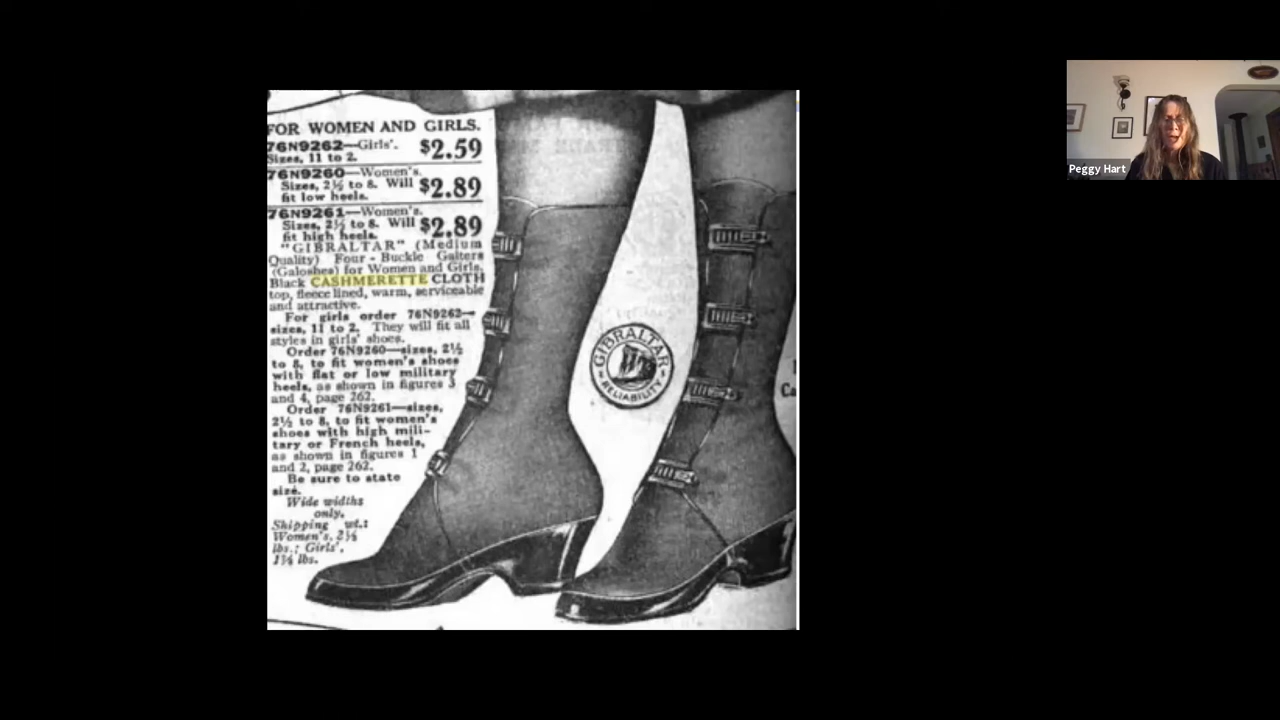 FOR WOMEN AND GIRLS.
76N9262—Girls'.
Sizes, 11 to 2.
$2.59
76N9260—Women's.
Sizes, 2½ to 8. Will
fit low heels.
$2.89
76N9261—Women's.
Sizes, 2½ to 8. Will
fit high heels.
$2.89
"GIBRALTAR" (Medium
Quality) Four-Buckle Gaiters
(Galoshes) for Women and Girls.
Black CASHMERETTE CLOTH
top, fleece lined, warm, serviceable
and attractive.
For girls order 76N9262—
sizes, 11 to 2. They will fit all
styles in girls' shoes.
Order 76N9260—sizes, 2½
to 8, to fit women's shoes
with flat or low military
heels, as shown in figures 3
and 4, page 262.
Order 76N9261—sizes,
2½ to 8, to fit women's
shoes with high mili-
tary or French heels,
as shown in figures 1
and 2, page 262.
Be sure to state
size.
Wide widths
only.
Shipping wt.:
Women's, 2½
lbs.; Girls',
1¾ lbs.
GIBRALTAR
RELIABILITY
Ca
Peggy Hart